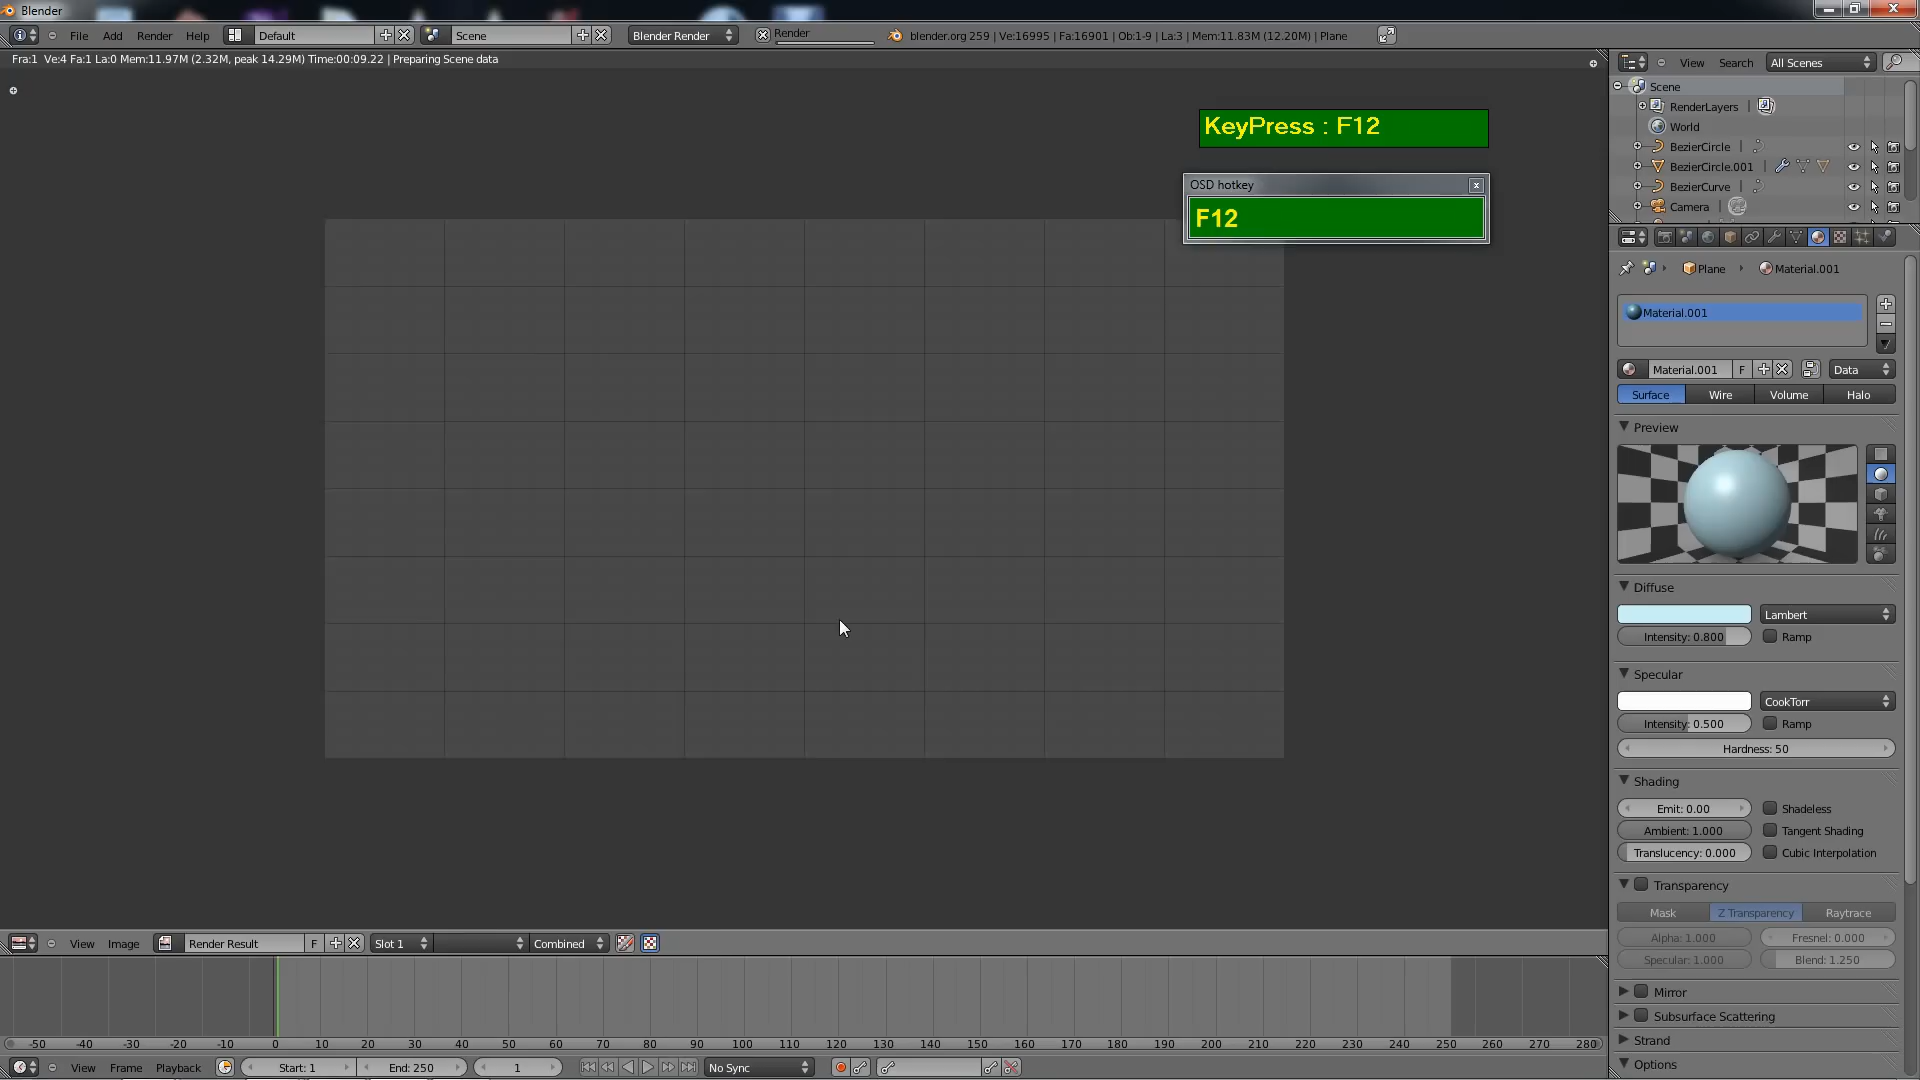 Blender
File Add Render Help Default Scene Blender Render Render blender.org 259 | Ve:16995 | Fa:16901 | Ob:1-9 | La:3 | Mem:11.83M (12.20M) | Plane
Fra:1 Ve:4 Fa:1 La:0 Mem:11.97M (2.32M, peak 14.29M) Time:00:09.22 | Preparing Scene data
View Search All Scenes
Scene
RenderLayers
World
BezierCircle
BezierCircle.001
BezierCurve
Camera
KeyPress : F12
OSD hotkey
F12
Plane Material.001
Material.001
Material.001 F Data
Surface Wire Volume Halo
Preview
Diffuse
Lambert
Intensity: 0.800 Ramp
Specular
CookTorr
Intensity: 0.500 Ramp
Hardness: 50
Shading
Emit: 0.00 Shadeless
Ambient: 1.000 Tangent Shading
Translucency: 0.000 Cubic Interpolation
Transparency
Mask Z Transparency Raytrace
Alpha: 1.000 Fresnel: 0.000
Specular: 1.000 Blend: 1.250
Mirror
Subsurface Scattering
Strand
Options
View Image Render Result F Slot 1 Combined
-50 -40 -30 -20 -10 0 10 20 30 40 50 60 70 80 90 100 110 120 130 140 150 160 170 180 190 200 210 220 230 240 250 260 270 280
View Frame Playback Start: 1 End: 250 1 No Sync